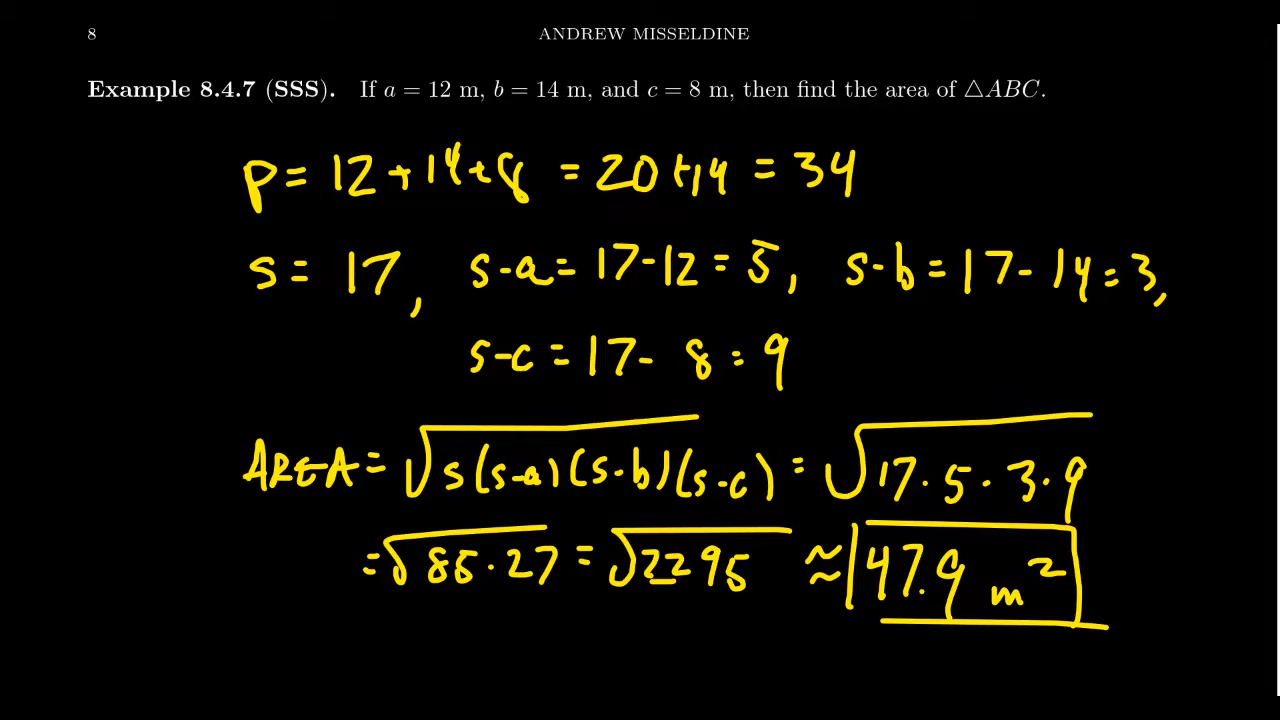 8
ANDREW MISSELDINE
Example 8.4.7 (SSS). If a = 12 m, b = 14 m, and c = 8 m, then find the area of △ABC.
p = 12 + 14 + 8 = 20 + 14 = 34
s = 17, s-a = 17-12 = 5, s-b = 17-14 = 3,
s-c = 17-8 = 9
AREA = √s(s-a)(s-b)(s-c) = √17·5·3·9
= √85·27 = √2295 ≈ 47.9 m²